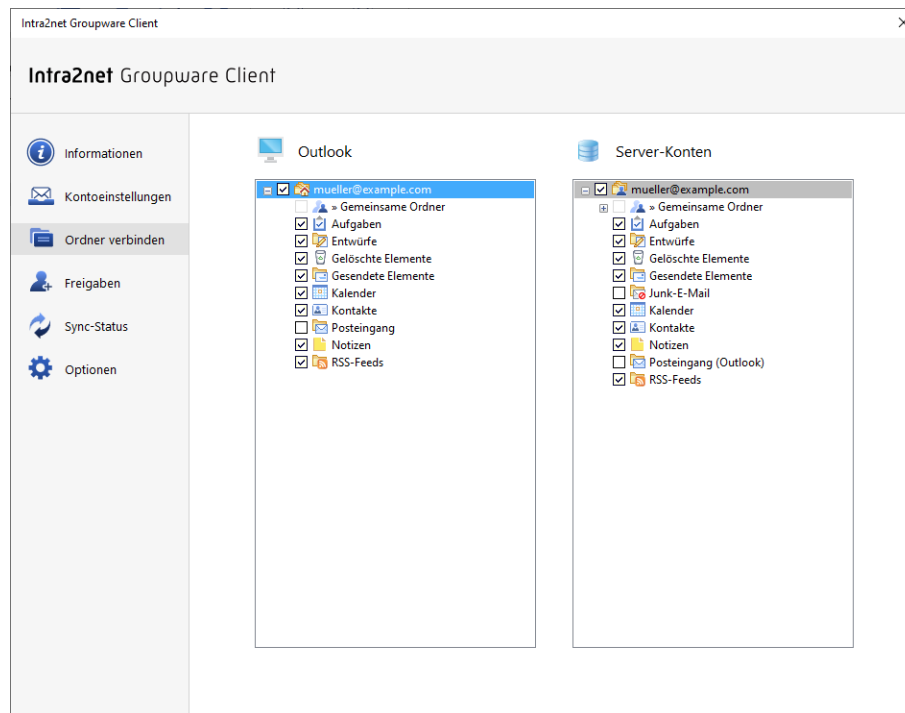 Intra2net Groupware Client
Intra2net Groupware Client
Informationen
Kontoeinstellungen
Ordner verbinden
Freigaben
Sync-Status
Optionen
Outlook
mueller@example.com
» Gemeinsame Ordner
Aufgaben
Entwürfe
Gelöschte Elemente
Gesendete Elemente
Kalender
Kontakte
Posteingang
Notizen
RSS-Feeds
Server-Konten
mueller@example.com
» Gemeinsame Ordner
Aufgaben
Entwürfe
Gelöschte Elemente
Gesendete Elemente
Junk-E-Mail
Kalender
Kontakte
Notizen
Posteingang (Outlook)
RSS-Feeds